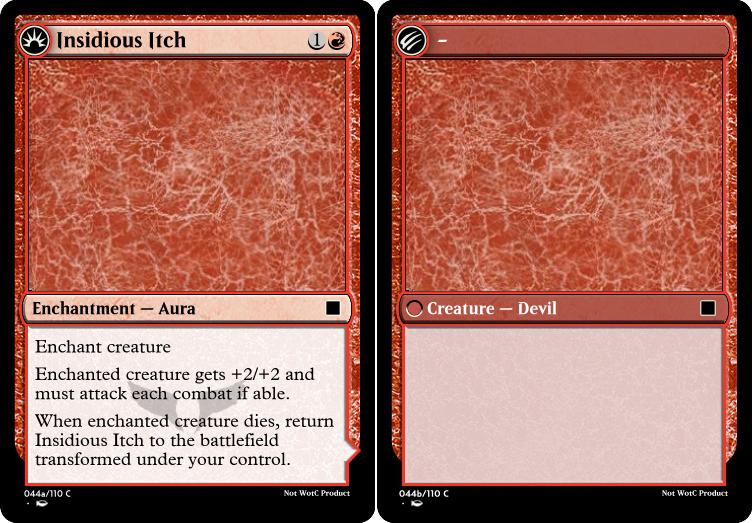 Insidious Itch 1
Enchantment — Aura
Enchant creature
Enchanted creature gets +2/+2 and
must attack each combat if able.
When enchanted creature dies, return
Insidious Itch to the battlefield
transformed under your control.
044a/110 C
Not WotC Product
–
Creature — Devil
044b/110 C
Not WotC Product